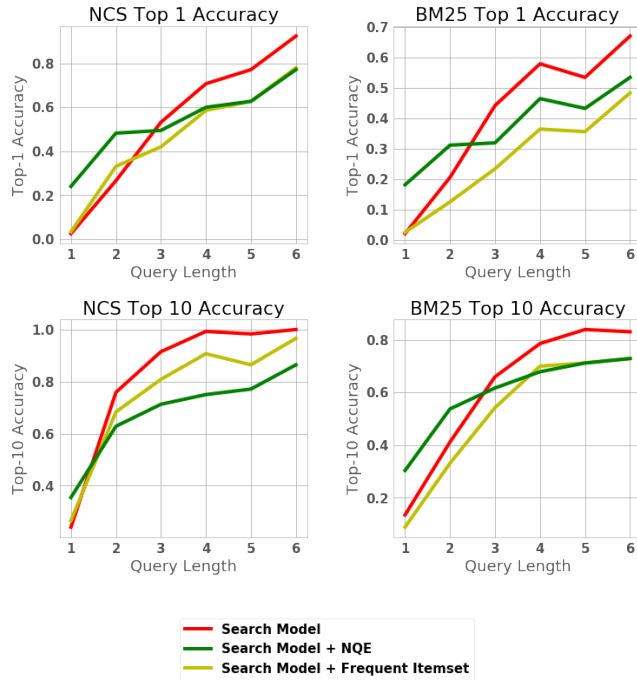 NCS Top 1 Accuracy
Top-1 Accuracy
0.8
0.6
0.4
0.2
0.0
1 2 3 4 5 6
Query Length
BM25 Top 1 Accuracy
Top-1 Accuracy
0.7
0.6
0.5
0.4
0.3
0.2
0.1
0.0
1 2 3 4 5 6
Query Length
NCS Top 10 Accuracy
Top-10 Accuracy
1.0
0.8
0.6
0.4
1 2 3 4 5 6
Query Length
BM25 Top 10 Accuracy
Top-10 Accuracy
0.8
0.6
0.4
0.2
1 2 3 4 5 6
Query Length
Search Model
Search Model + NQE
Search Model + Frequent Itemset